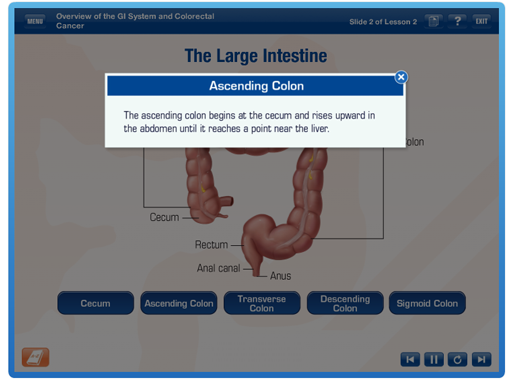 MENU
Overview of the GI System and Colorectal
Cancer
Slide 2 of Lesson 2
?
EXIT
The Large Intestine
Ascending Colon
The ascending colon begins at the cecum and rises upward in
the abdomen until it reaches a point near the liver.
olon
Cecum
Rectum
Anal canal
Anus
Cecum
Ascending Colon
Transverse
Colon
Descending
Colon
Sigmoid Colon